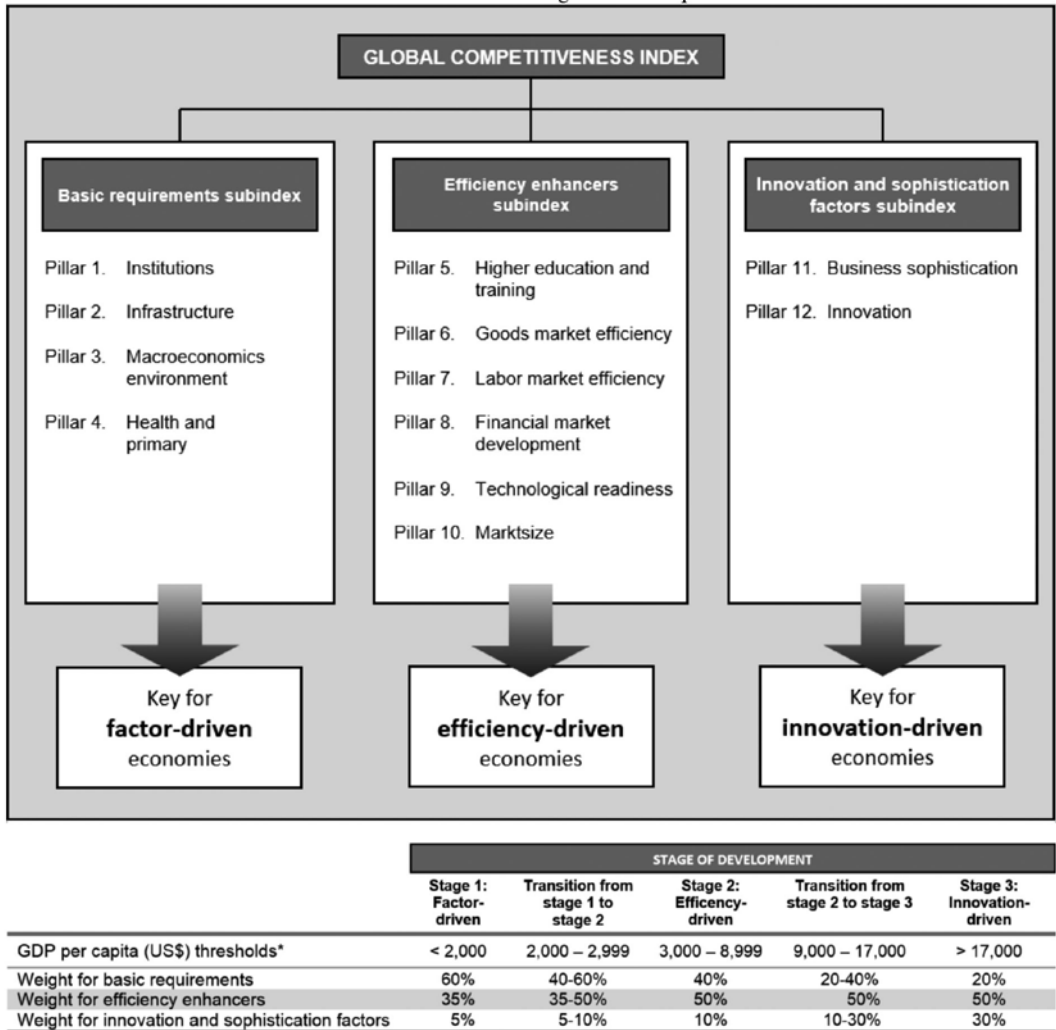 GLOBAL COMPETITIVENESS INDEX
Basic requirements subindex
Pillar 1. Institutions
Pillar 2. Infrastructure
Pillar 3. Macroeconomics
environment
Pillar 4. Health and
primary
Efficiency enhancers
subindex
Pillar 5. Higher education and
training
Pillar 6. Goods market efficiency
Pillar 7. Labor market efficiency
Pillar 8. Financial market
development
Pillar 9. Technological readiness
Pillar 10. Marktsize
Innovation and sophistication
factors subindex
Pillar 11. Business sophistication
Pillar 12. Innovation
Key for
factor-driven
economies
Key for
efficiency-driven
economies
Key for
innovation-driven
economies
STAGE OF DEVELOPMENT
Stage 1:
Factor-
driven
Transition from
stage 1 to
stage 2
Stage 2:
Efficency-
driven
Transition from
stage 2 to stage 3
Stage 3:
Innovation-
driven
GDP per capita (US$) thresholds* < 2,000 2,000 – 2,999 3,000 – 8,999 9,000 – 17,000 > 17,000
Weight for basic requirements 60% 40-60% 40% 20-40% 20%
Weight for efficiency enhancers 35% 35-50% 50% 50% 50%
Weight for innovation and sophistication factors 5% 5-10% 10% 10-30% 30%